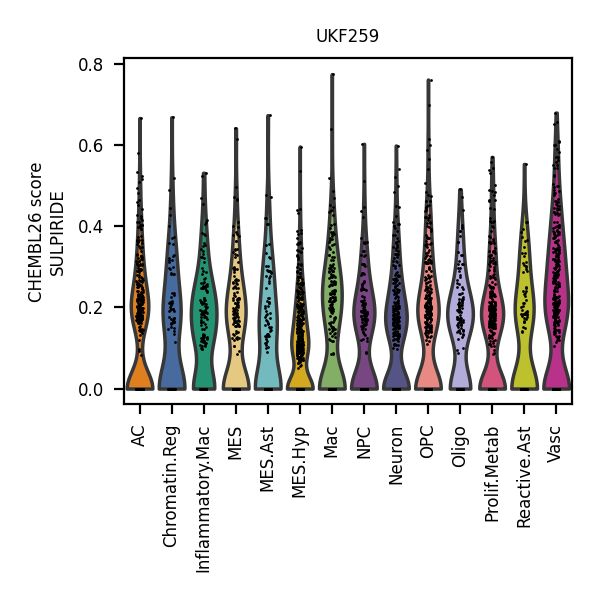 UKF259
CHEMBL26 score
SULPIRIDE
0.8
0.6
0.4
0.2
0.0
AC
Chromatin.Reg
Inflammatory.Mac
MES
MES.Ast
MES.Hyp
Mac
NPC
Neuron
OPC
Oligo
Prolif.Metab
Reactive.Ast
Vasc